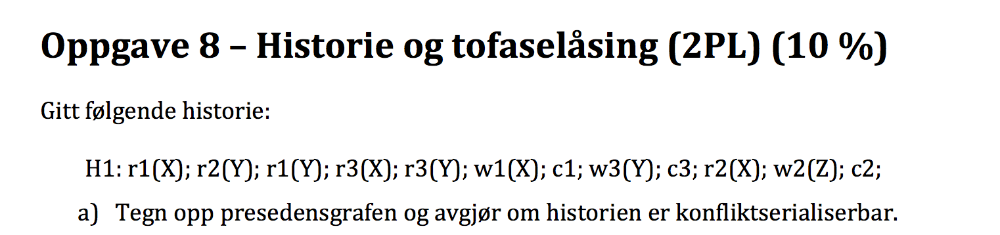 Oppgave 8 – Historie og tofaselåsing (2PL) (10 %)
Gitt følgende historie:
H1: r1(X); r2(Y); r1(Y); r3(X); r3(Y); w1(X); c1; w3(Y); c3; r2(X); w2(Z); c2;
a) Tegn opp presedensgrafen og avgjør om historien er konfliktserialiserbar.